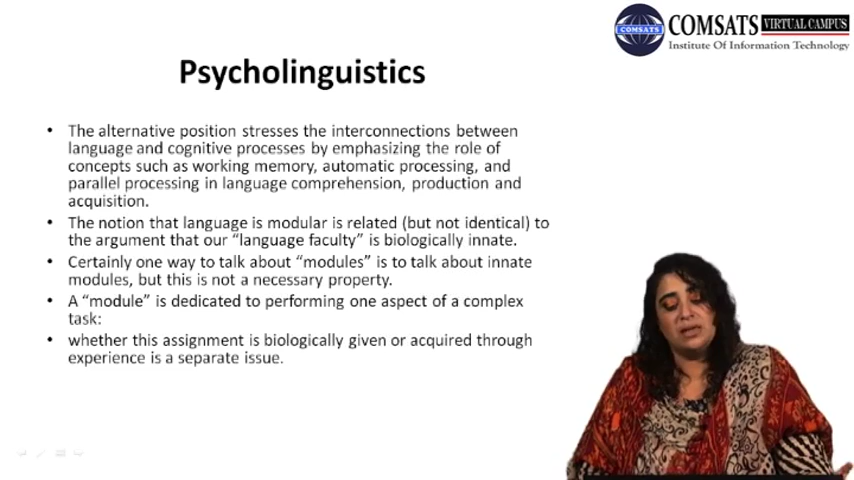 COMSATS
COMSATS VIRTUAL CAMPUS
Institute Of Information Technology
Psycholinguistics
• The alternative position stresses the interconnections between
language and cognitive processes by emphasizing the role of
concepts such as working memory, automatic processing, and
parallel processing in language comprehension, production and
acquisition.
• The notion that language is modular is related (but not identical) to
the argument that our “language faculty” is biologically innate.
• Certainly one way to talk about “modules” is to talk about innate
modules, but this is not a necessary property.
• A “module” is dedicated to performing one aspect of a complex
task:
• whether this assignment is biologically given or acquired through
experience is a separate issue.